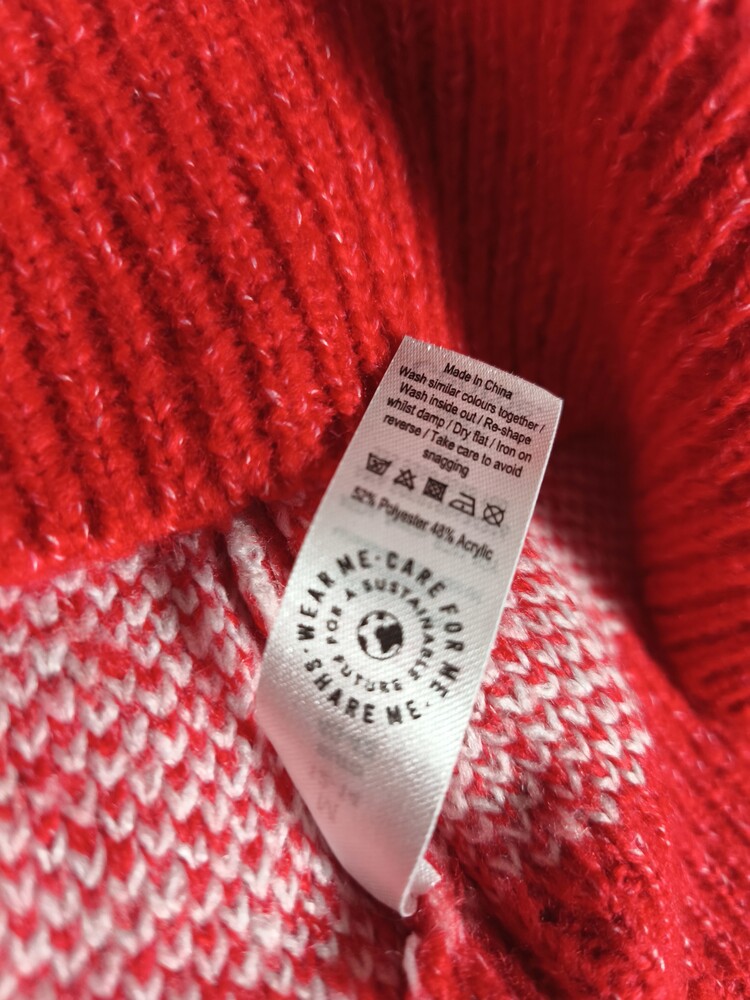 Made in China
Wash similar colours together /
Wash inside out / Re-shape
whilst damp / Dry flat / Iron on
reverse / Take care to avoid
snagging
52% Polyester 48% Acrylic
WEAR ME · CARE FOR ME · SHARE ME ·
FOR A SUSTAINABLE FUTURE